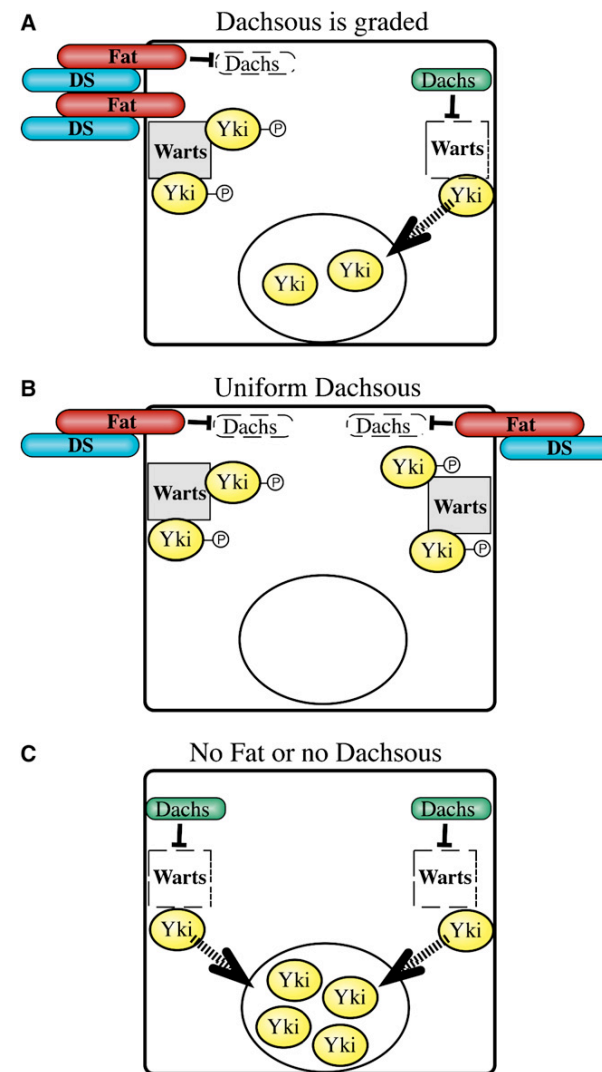 A
Dachsous is graded
Fat
Dachs
DS
Fat
DS
Dachs
Yki P
Warts
Warts
Yki P
Yki
Yki
Yki
B
Uniform Dachsous
Fat
Dachs
Dachs
Fat
DS
DS
Yki P
Yki P
Warts
Warts
Yki P
Yki P
C
No Fat or no Dachsous
Dachs
Dachs
Warts
Warts
Yki
Yki
Yki
Yki
Yki
Yki